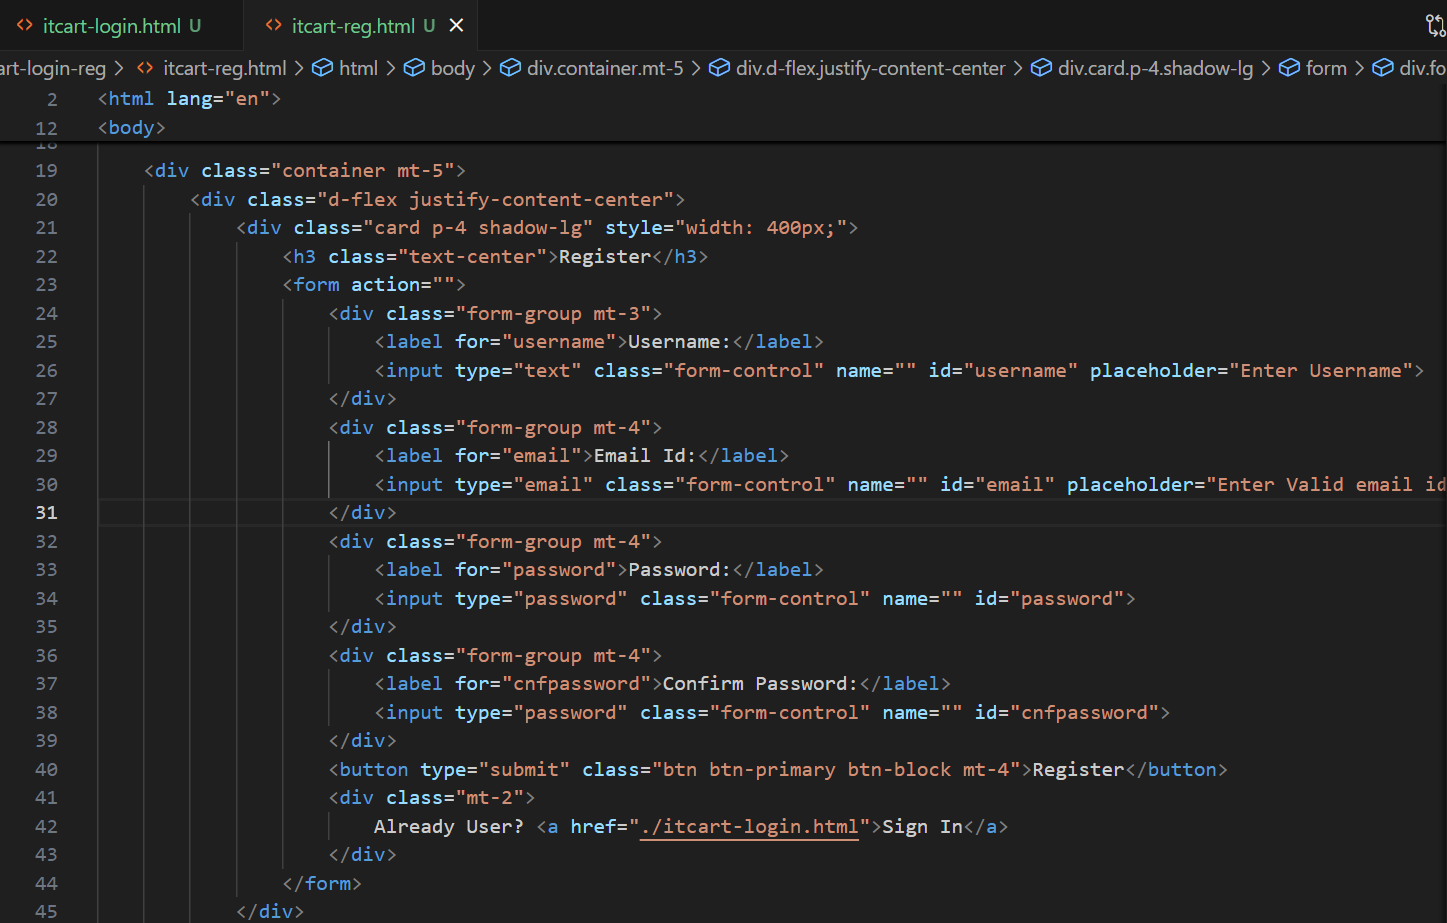 itcart-login.html U
itcart-reg.html U
art-login-reg > itcart-reg.html > html > body > div.container.mt-5 > div.d-flex.justify-content-center > div.card.p-4.shadow-lg > form > div.fo
2 <html lang="en">
12 <body>
18
19 <div class="container mt-5">
20 <div class="d-flex justify-content-center">
21 <div class="card p-4 shadow-lg" style="width: 400px;">
22 <h3 class="text-center">Register</h3>
23 <form action="">
24 <div class="form-group mt-3">
25 <label for="username">Username:</label>
26 <input type="text" class="form-control" name="" id="username" placeholder="Enter Username">
27 </div>
28 <div class="form-group mt-4">
29 <label for="email">Email Id:</label>
30 <input type="email" class="form-control" name="" id="email" placeholder="Enter Valid email id
31 </div>
32 <div class="form-group mt-4">
33 <label for="password">Password:</label>
34 <input type="password" class="form-control" name="" id="password">
35 </div>
36 <div class="form-group mt-4">
37 <label for="cnfpassword">Confirm Password:</label>
38 <input type="password" class="form-control" name="" id="cnfpassword">
39 </div>
40 <button type="submit" class="btn btn-primary btn-block mt-4">Register</button>
41 <div class="mt-2">
42 Already User? <a href="./itcart-login.html">Sign In</a>
43 </div>
44 </form>
45 </div>